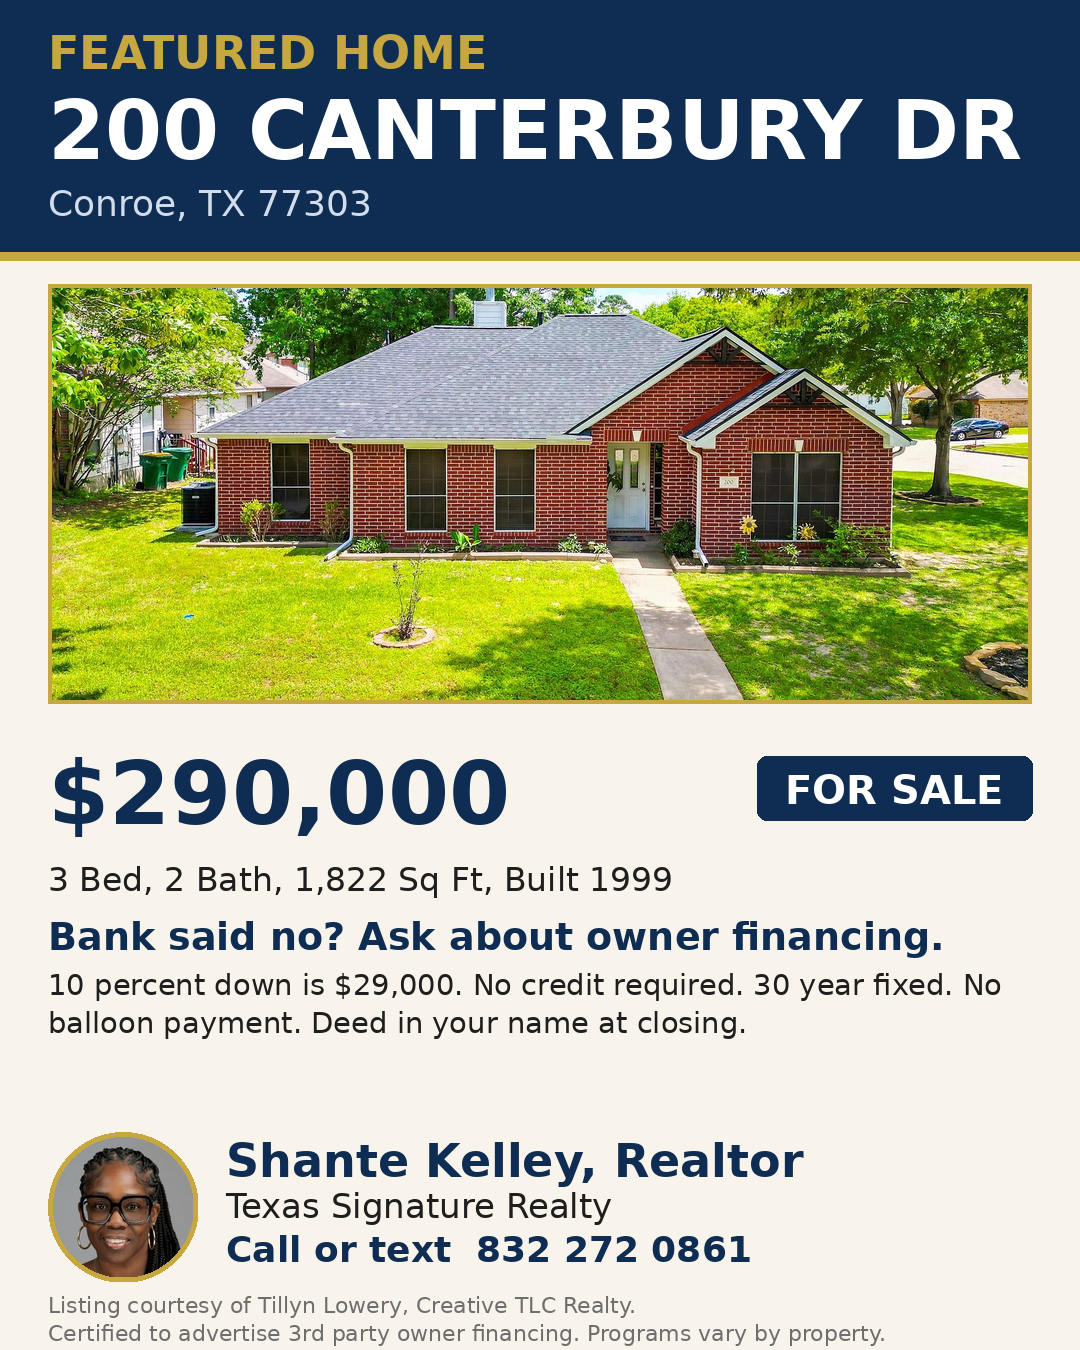 FEATURED HOME
200 CANTERBURY DR
Conroe, TX 77303
200
$290,000
FOR SALE
3 Bed, 2 Bath, 1,822 Sq Ft, Built 1999
Bank said no? Ask about owner financing.
10 percent down is $29,000. No credit required. 30 year fixed. No
balloon payment. Deed in your name at closing.
Shante Kelley, Realtor
Texas Signature Realty
Call or text 832 272 0861
Listing courtesy of Tillyn Lowery, Creative TLC Realty.
Certified to advertise 3rd party owner financing. Programs vary by property.